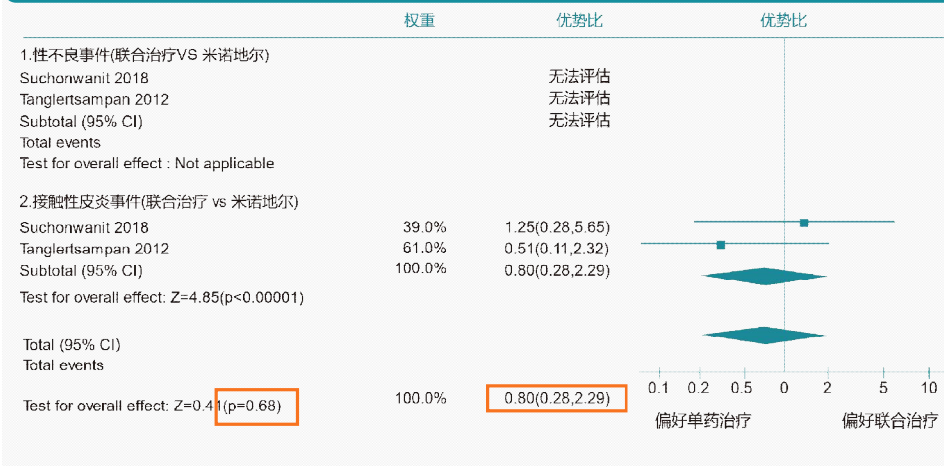 权重 优势比 优势比
1.性不良事件(联合治疗VS 米诺地尔)
Suchonwanit 2018 无法评估
Tanglertsampan 2012 无法评估
Subtotal (95% CI) 无法评估
Total events
Test for overall effect : Not applicable
2.接触性皮炎事件(联合治疗 vs 米诺地尔)
Suchonwanit 2018 39.0% 1.25(0.28,5.65)
Tanglertsampan 2012 61.0% 0.51(0.11,2.32)
Subtotal (95% CI) 100.0% 0.80(0.28,2.29)
Test for overall effect: Z=4.85(p<0.00001)
Total (95% CI)
Total events
0.1 0.2 0.5 0 2 5 10
Test for overall effect: Z=0.41(p=0.68) 100.0% 0.80(0.28,2.29)
偏好单药治疗 偏好联合治疗